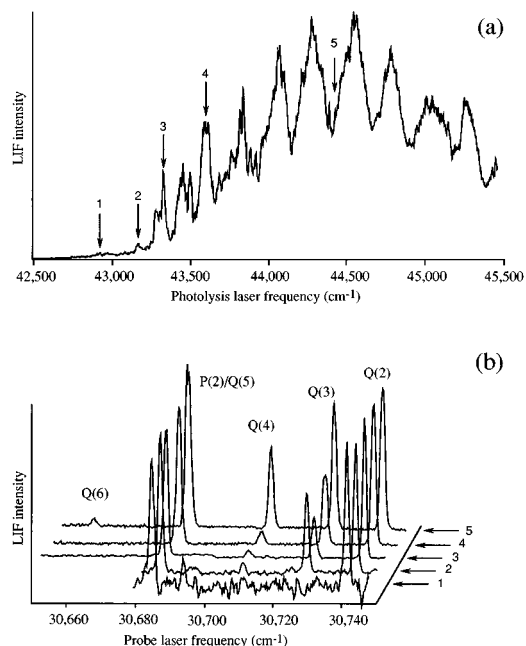 (a)
LIF intensity
1
2
3
4
5
42,500
43,000
43,500
44,000
44,500
45,000
45,500
Photolysis laser frequency (cm-1)
(b)
LIF intensity
Q(6)
P(2)/Q(5)
Q(4)
Q(3)
Q(2)
5
4
3
2
1
30,660
30,680
30,700
30,720
30,740
Probe laser frequency (cm-1)